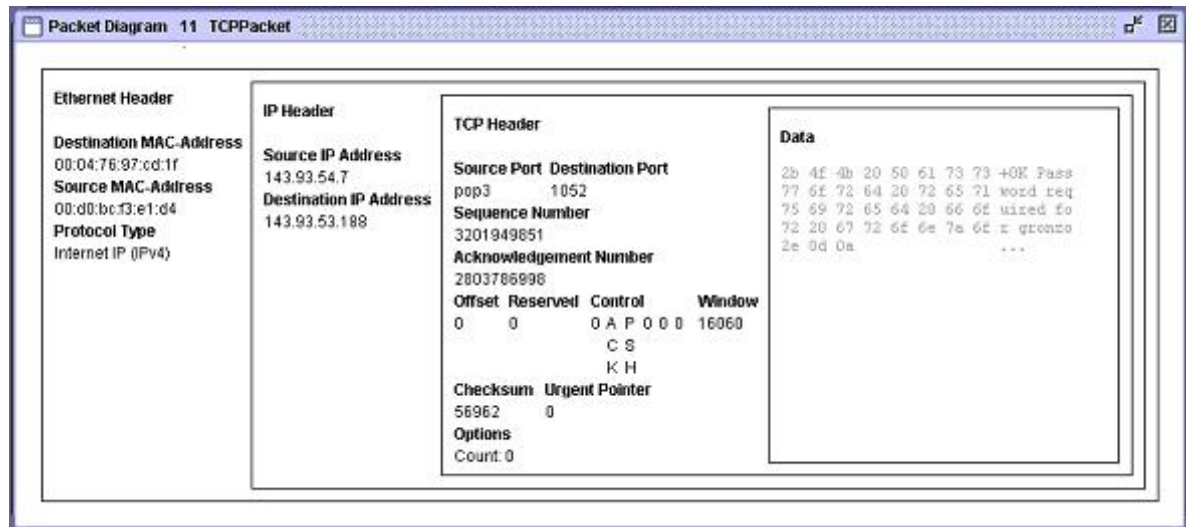 Packet Diagram 11 TCPPacket
Ethernet Header
Destination MAC-Address
00:04:76:97:cd:1f
Source MAC-Address
00:d0:bc:f3:e1:d4
Protocol Type
Internet IP (IPv4)
IP Header
Source IP Address
143.93.54.7
Destination IP Address
143.93.53.188
TCP Header
Source Port Destination Port
pop3 1052
Sequence Number
3201949851
Acknowledgement Number
2803786998
Offset Reserved Control Window
0 0 0 A P 0 0 0 16060
C S
K H
Checksum Urgent Pointer
56962 0
Options
Count: 0
Data
2b 4f 4b 20 50 61 73 73 +OK Pass
77 6f 72 64 20 72 65 71 word req
75 69 72 65 64 20 66 6f uired fo
72 20 67 72 6f 6e 7a 6f r gronzo
2e 0d 0a ...